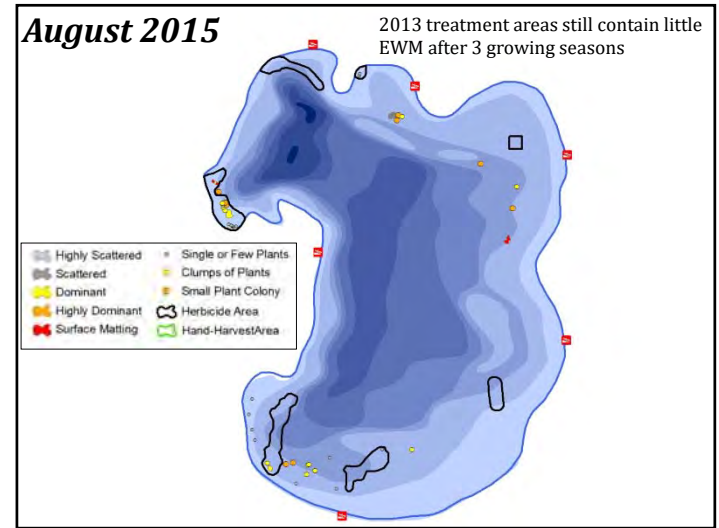 August 2015
2013 treatment areas still contain little
EWM after 3 growing seasons
Highly Scattered
Scattered
Dominant
Highly Dominant
Surface Matting
Single or Few Plants
Clumps of Plants
Small Plant Colony
Herbicide Area
Hand-HarvestArea